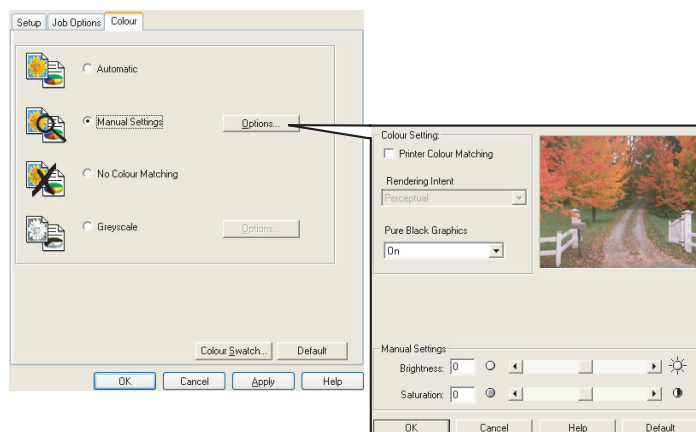 Setup Job Options Colour
Automatic
Manual Settings Options...
No Colour Matching
Greyscale Options...
Colour Swatch... Default
OK Cancel Apply Help
Colour Setting:
Printer Colour Matching
Rendering Intent
Perceptual
Pure Black Graphics
On
Manual Settings
Brightness: 0
Saturation: 0
OK Cancel Help Default